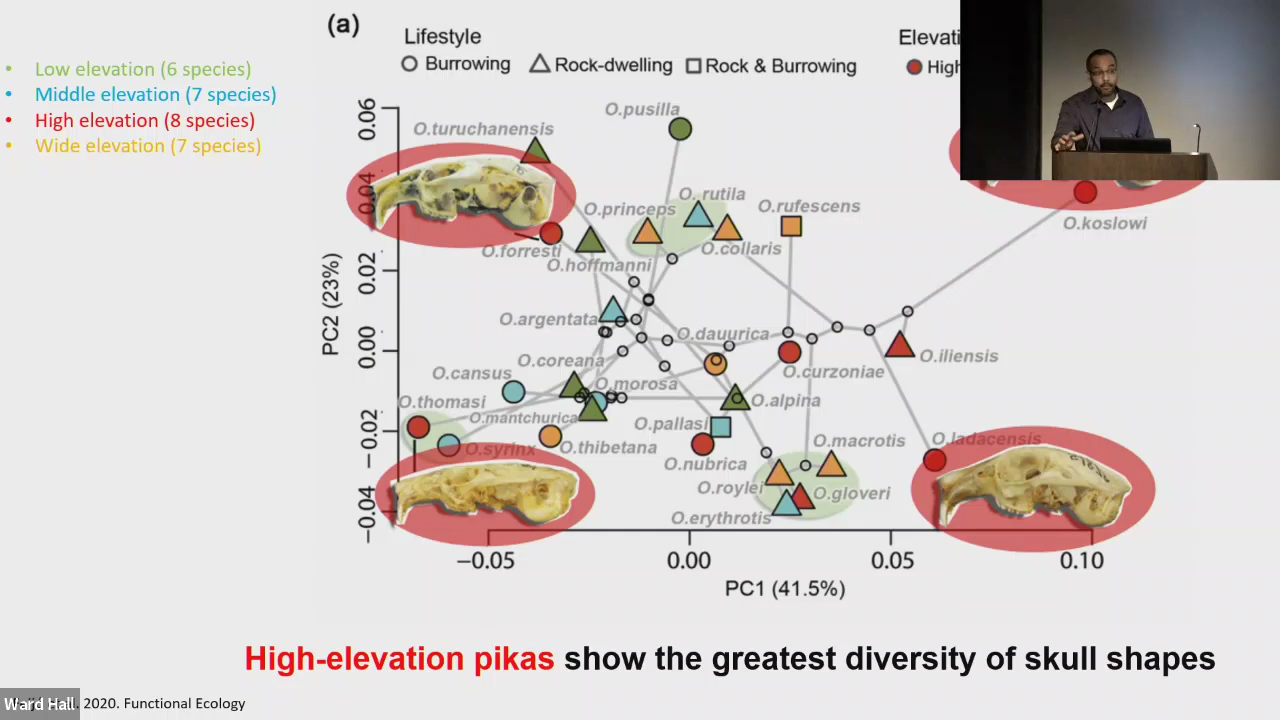 (a)
Lifestyle
Elevati
Burrowing
Rock-dwelling
Rock & Burrowing
High
• Low elevation (6 species)
• Middle elevation (7 species)
• High elevation (8 species)
• Wide elevation (7 species)
0.06
0.04
0.02
0.00
−0.02
−0.04
PC2 (23%)
O.pusilla
O.turuchanensis
O. rutila
O.princeps
O.rufescens
O.koslowi
O.collaris
O.forresti
O.hoffmanni
O.argentata
O.dauurica
O.iliensis
O.coreana
O.curzoniae
O.cansus
O.morosa
O.thomasi
O.alpina
O.mantchurica
O.pallasi
O.syrinx
O.thibetana
O.macrotis
O.ladacensis
O.nubrica
O.roylei
O.gloveri
O.erythrotis
−0.05
0.00
0.05
0.10
PC1 (41.5%)
High-elevation pikas show the greatest diversity of skull shapes
Ward Hall
2020. Functional Ecology